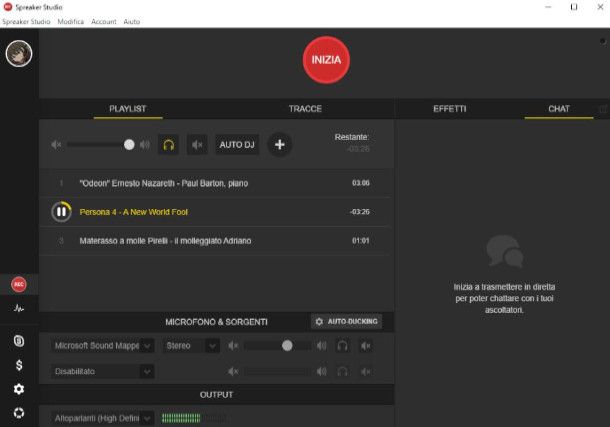 Spreaker Studio
Spreaker Studio Modifica Account Aiuto
INIZIA
PLAYLIST TRACCE EFFETTI CHAT
AUTO DJ
Restante:
-03:26
1 "Odeon" Ernesto Nazareth - Paul Barton, piano 03:06
Persona 4 - A New World Fool -03:26
3 Materasso a molle Pirelli - il molleggiato Adriano 01:01
Inizia a trasmettere in diretta
per poter chattare con i tuoi
ascoltatori.
REC
MICROFONO & SORGENTI AUTO-DUCKING
Microsoft Sound Mappe Stereo
Disabilitato
OUTPUT
Altoparlanti (High Defini